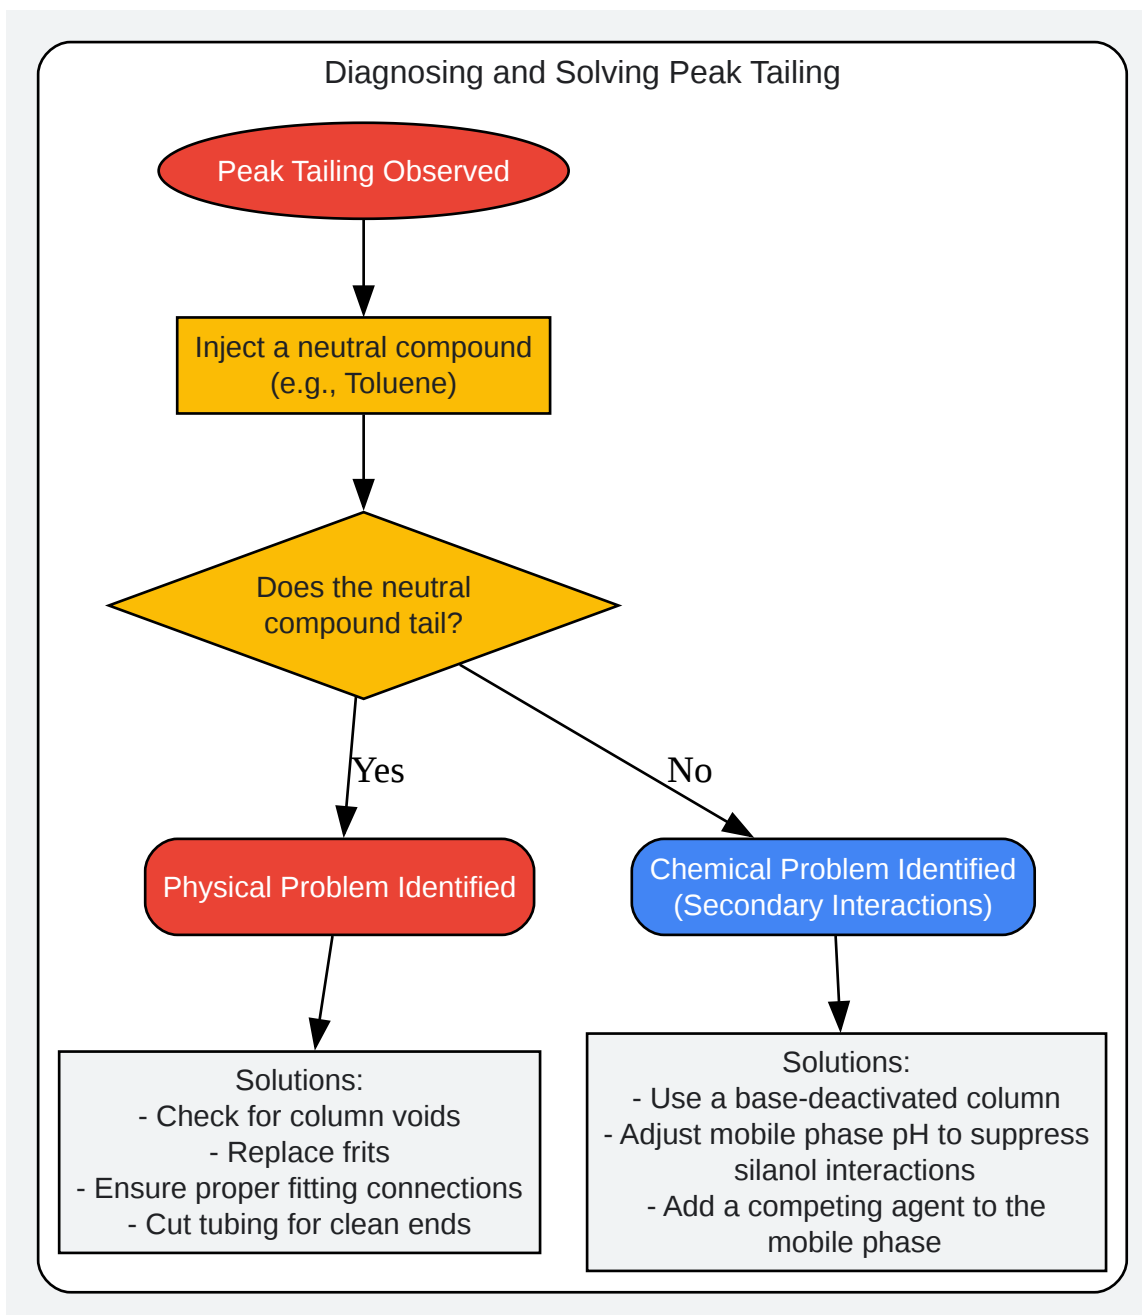 Diagnosing and Solving Peak Tailing
Peak Tailing Observed
Inject a neutral compound
(e.g., Toluene)
Does the neutral
compound tail?
Yes
No
Physical Problem Identified
Chemical Problem Identified
(Secondary Interactions)
Solutions:
- Check for column voids
- Replace frits
- Ensure proper fitting connections
- Cut tubing for clean ends
Solutions:
- Use a base-deactivated column
- Adjust mobile phase pH to suppress
silanol interactions
- Add a competing agent to the
mobile phase